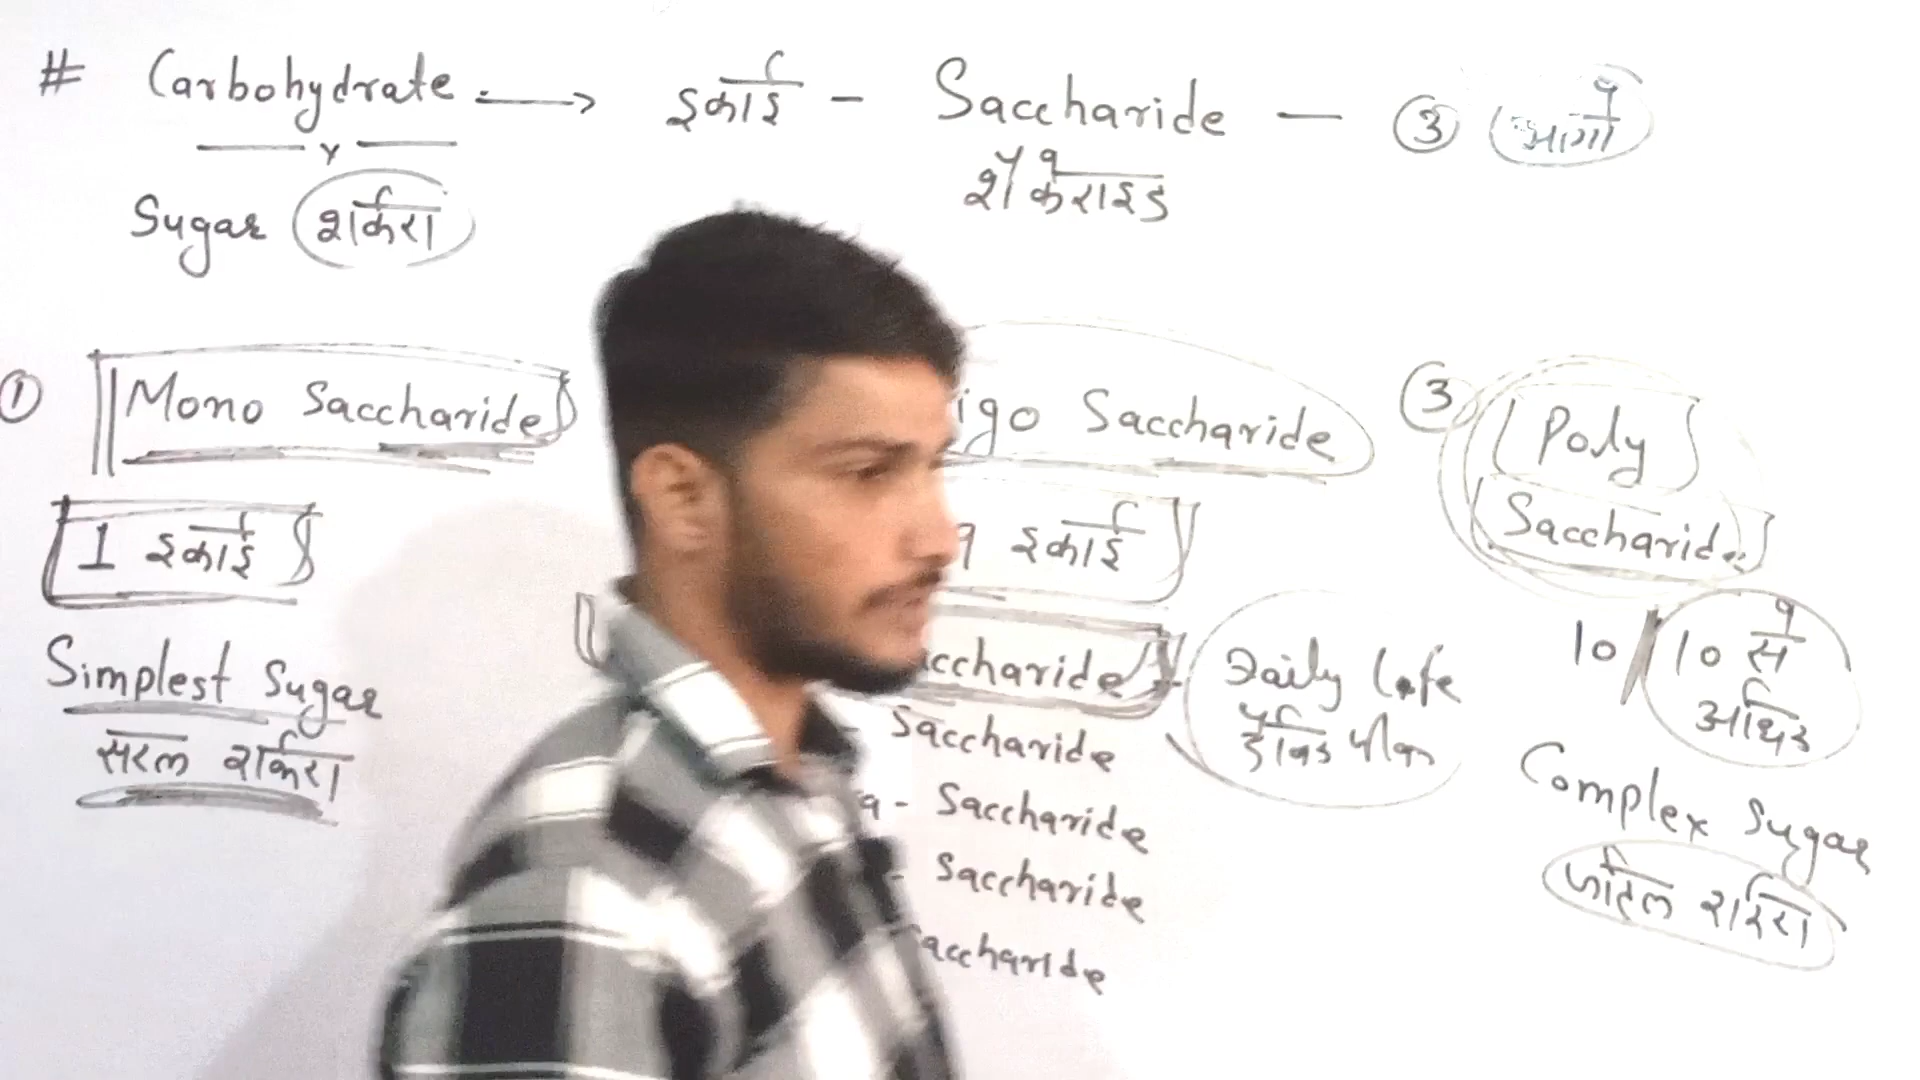 # Carbohydrate. → इकाई - Saccharide - ③ भागों
Sugar शर्करा
शैकेराइड
① Mono Saccharide
igo Saccharide
③ Poly
Saccharide
1 इकाई
9 इकाई
Simplest Sugar
सरल शर्करा
ccharide
Saccharide
a - Saccharide
- Saccharide
accharide
Daily Life
दैनिक
10 / 10 से
अधिक
Complex Sugar
जटिल शर्करा